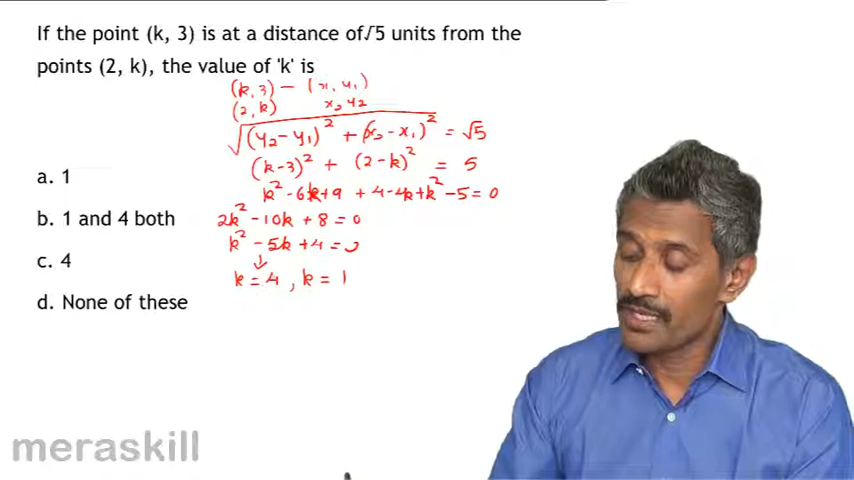 If the point (k, 3) is at a distance of√5 units from the
points (2, k), the value of 'k' is
(k, 3) – (x, y1)
(2, k) x2 y2
√(y2 - y1)² + (x2 - x1)² = √5
(k-3)² + (2-k)² = 5
k² - 6k + 9 + 4 - 4k + k² - 5 = 0
2k² - 10k + 8 = 0
k² - 5k + 4 = 0
↓
k = 4, k = 1
a. 1
b. 1 and 4 both
c. 4
d. None of these
meraskill